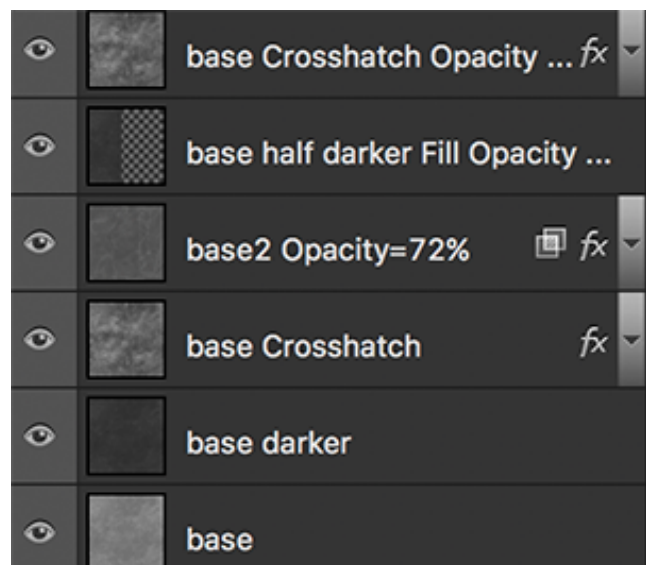 base Crosshatch Opacity ... fx
base half darker Fill Opacity ...
base2 Opacity=72% fx
base Crosshatch fx
base darker
base